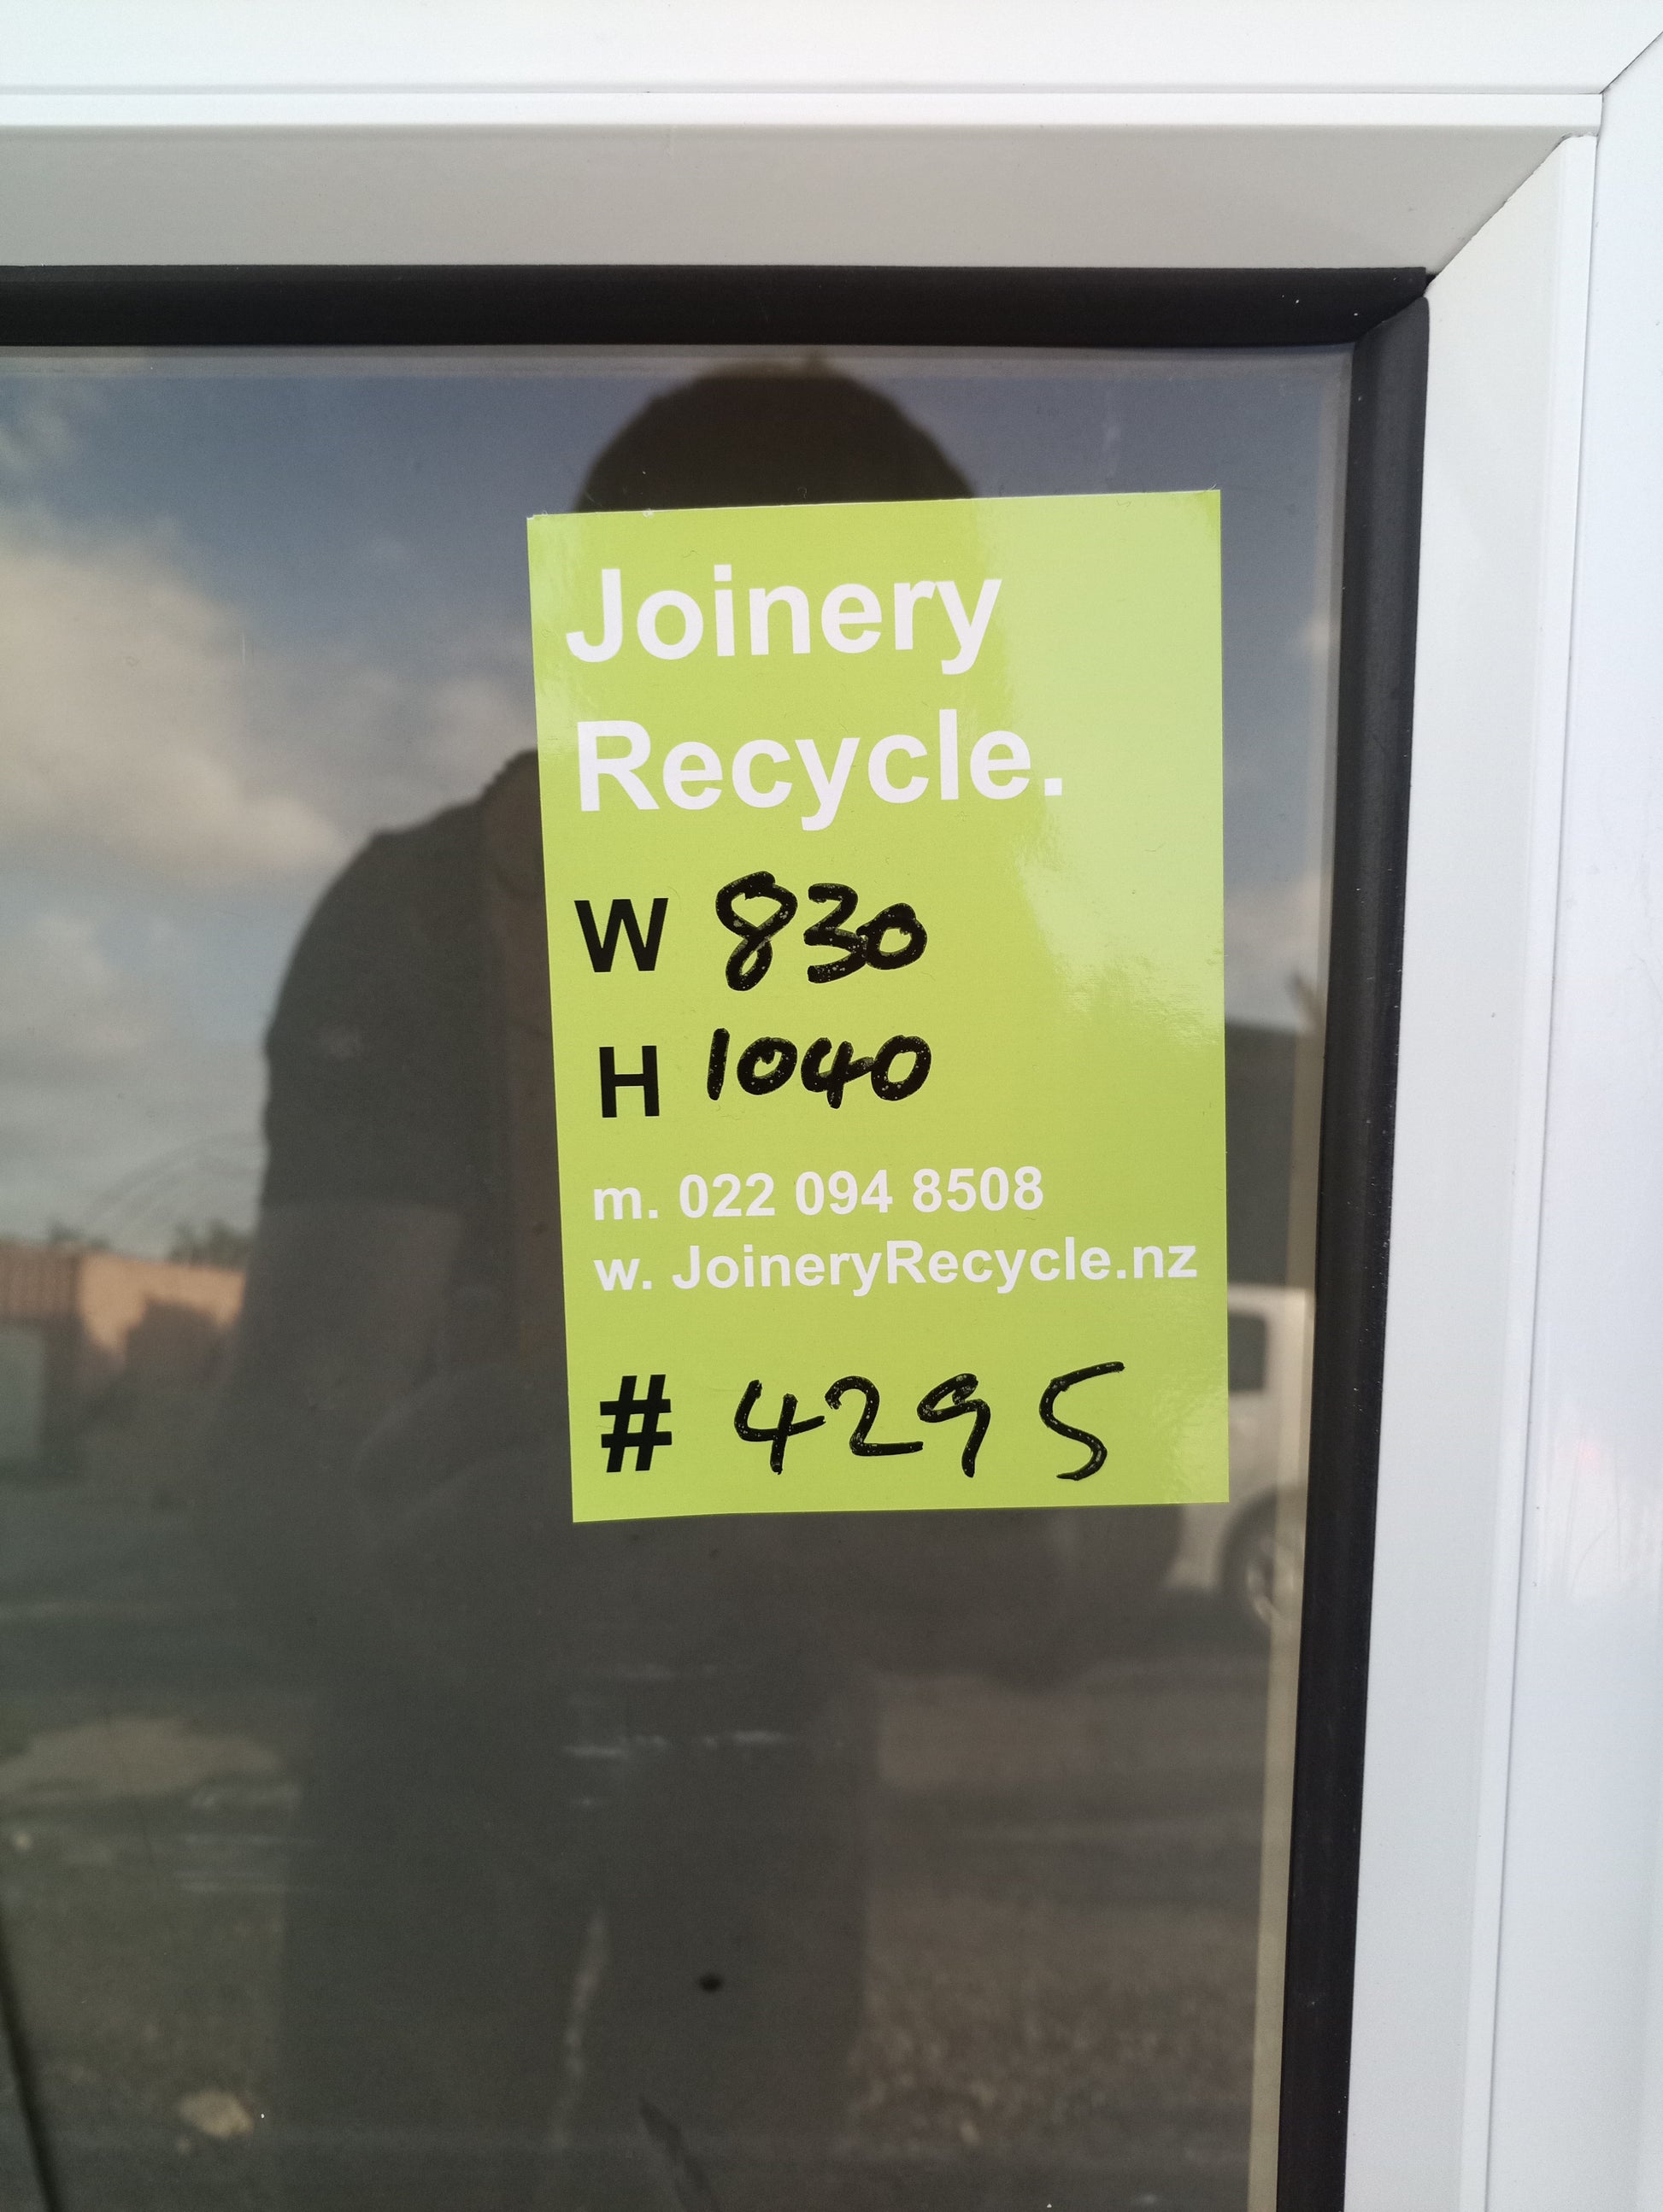 Joinery
Recycle.
W 830
H 1040
m. 022 094 8508
w. JoineryRecycle.nz
# 4295